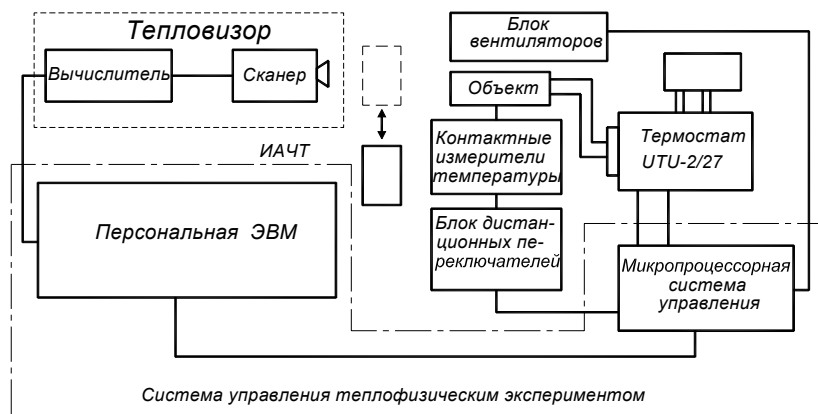 Тепловизор
Вычислитель
Сканер
Блок
вентиляторов
Объект
Контактные
измерители
температуры
Термостат
UTU-2/27
ИАЧТ
Персональная ЭВМ
Блок дистан-
ционных пе-
реключателей
Микропроцессорная
система
управления
Система управления теплофизическим экспериментом